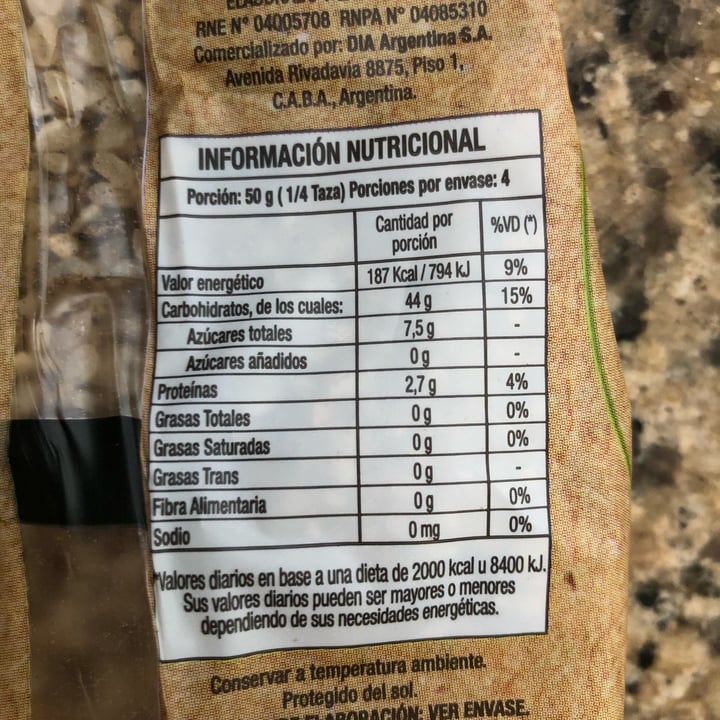 RNE N° 04005708 RNPA N° 04085310
Comercializado por: DIA Argentina S.A.
Avenida Rivadavia 8875, Piso 1,
C.A.B.A., Argentina.
INFORMACIÓN NUTRICIONAL
Porción: 50 g ( 1/4 Taza) Porciones por envase: 4
Cantidad por porción %VD (*)
Valor energético 187 Kcal / 794 kJ 9%
Carbohidratos, de los cuales: 44 g 15%
Azúcares totales 7,5 g -
Azúcares añadidos 0 g -
Proteínas 2,7 g 4%
Grasas Totales 0 g 0%
Grasas Saturadas 0 g 0%
Grasas Trans 0 g -
Fibra Alimentaria 0 g 0%
Sodio 0 mg 0%
*Valores diarios en base a una dieta de 2000 kcal u 8400 kJ.
Sus valores diarios pueden ser mayores o menores
dependiendo de sus necesidades energéticas.
Conservar a temperatura ambiente.
Protegido del sol.
ELABORACIÓN: VER ENVASE.